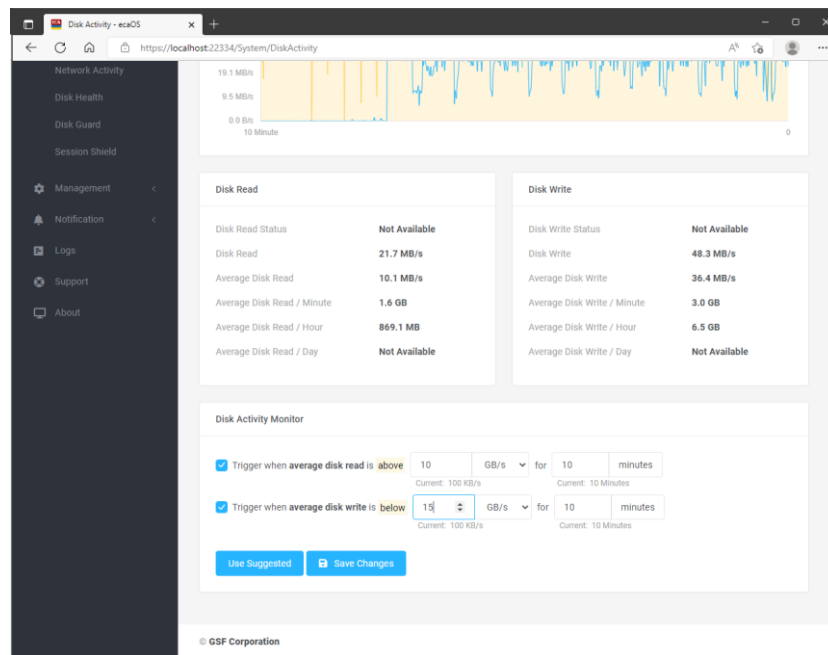 Disk Activity - ecaOS
https://localhost:22334/System/DiskActivity
Network Activity
Disk Health
Disk Guard
Session Shield
Management
Notification
Logs
Support
About
19.1 MB/s
9.5 MB/s
0.0 B/s
10 Minute 0
Disk Read
Disk Read Status Not Available
Disk Read 21.7 MB/s
Average Disk Read 10.1 MB/s
Average Disk Read / Minute 1.6 GB
Average Disk Read / Hour 869.1 MB
Average Disk Read / Day Not Available
Disk Write
Disk Write Status Not Available
Disk Write 48.3 MB/s
Average Disk Write 36.4 MB/s
Average Disk Write / Minute 3.0 GB
Average Disk Write / Hour 6.5 GB
Average Disk Write / Day Not Available
Disk Activity Monitor
Trigger when average disk read is above 10 GB/s for 10 minutes
Current: 100 KB/s Current: 10 Minutes
Trigger when average disk write is below 15 GB/s for 10 minutes
Current: 100 KB/s Current: 10 Minutes
Use Suggested Save Changes
© GSF Corporation